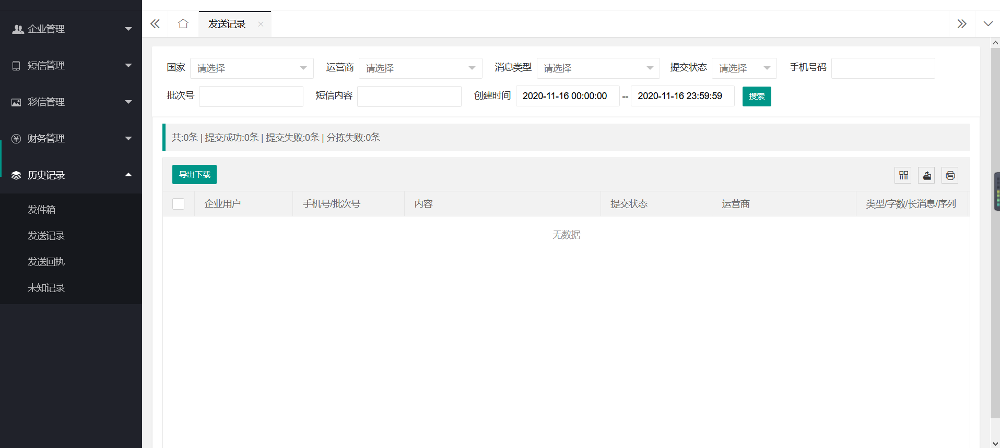 企业管理
短信管理
彩信管理
财务管理
历史记录
发件箱
发送记录
发送回执
未知记录
发送记录
国家 请选择 运营商 请选择 消息类型 请选择 提交状态 请选择 手机号码
批次号 短信内容 创建时间 2020-11-16 00:00:00 -- 2020-11-16 23:59:59 搜索
共:0条 | 提交成功:0条 | 提交失败:0条 | 分拣失败:0条
导出下载
企业用户 手机号/批次号 内容 提交状态 运营商 类型/字数/长消息/序列
无数据